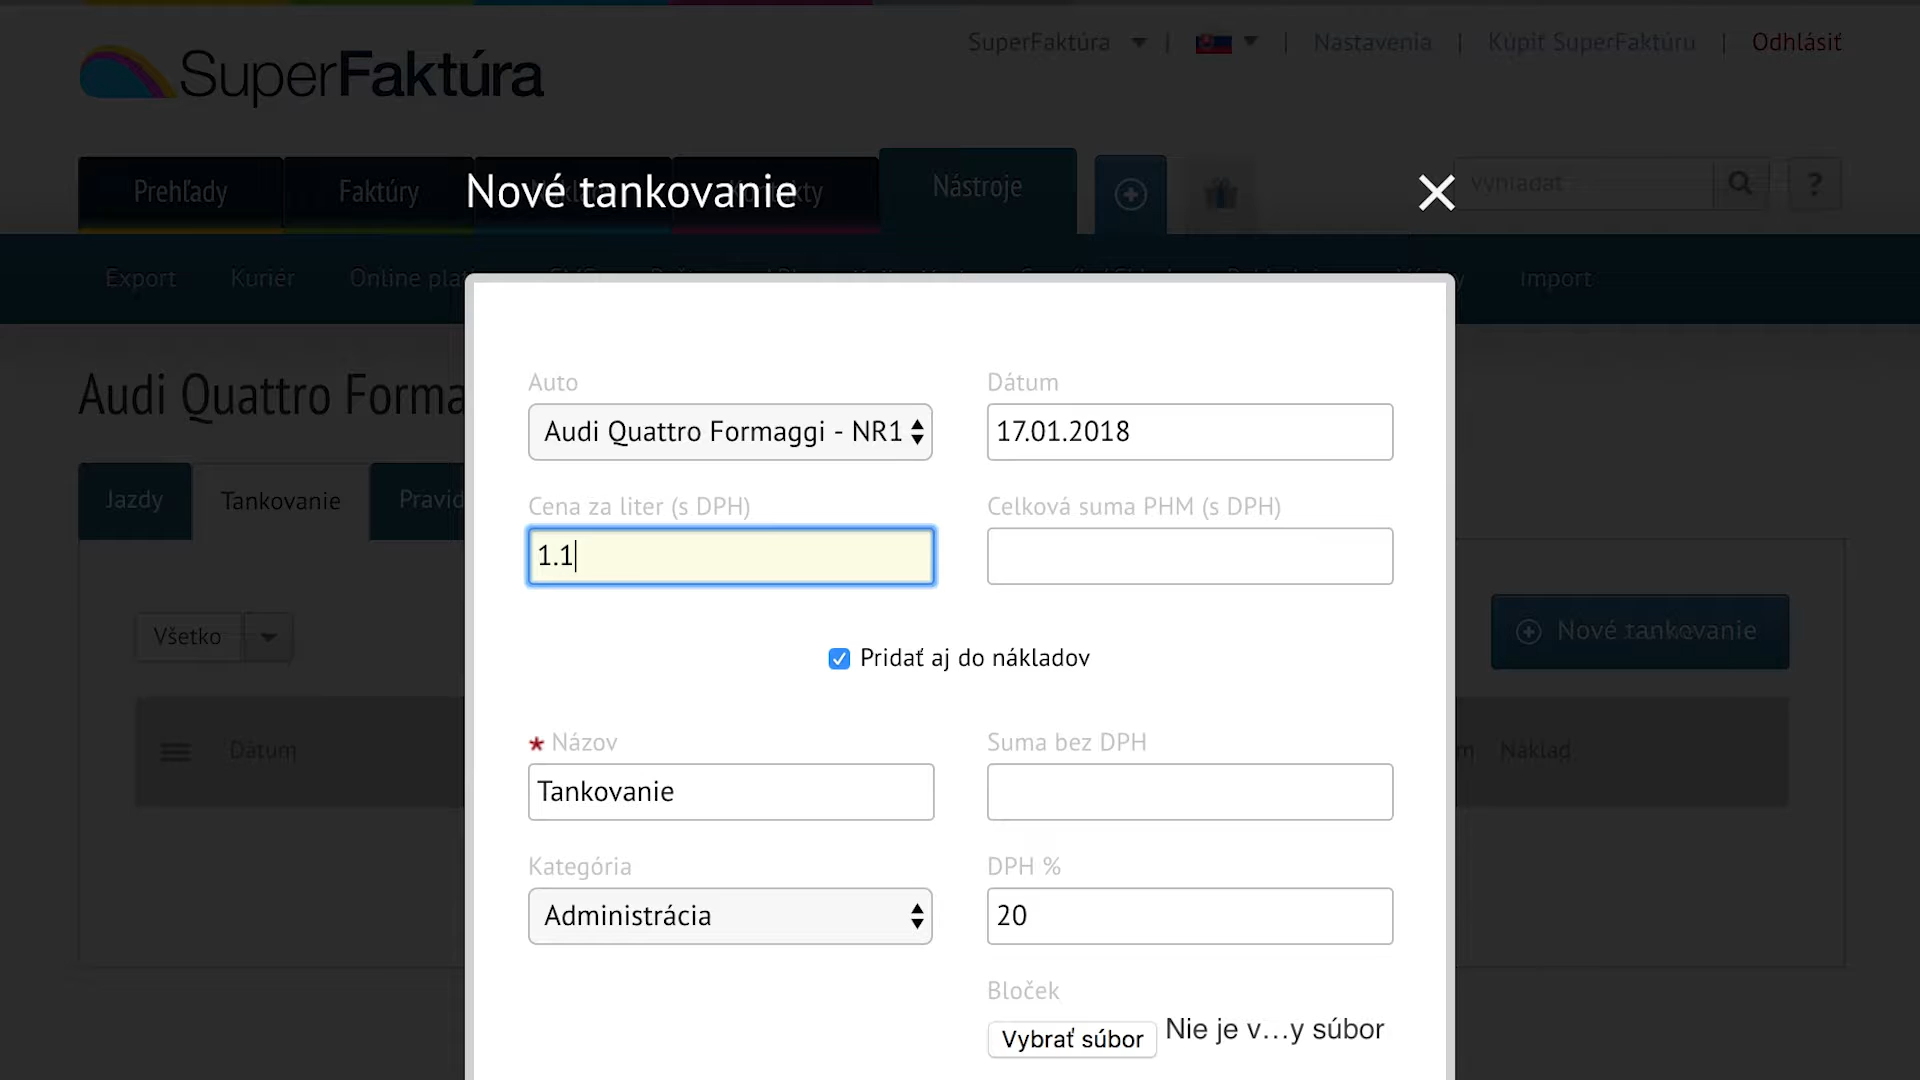 SuperFaktúra | | Nastavenia | Kúpiť SuperFaktúru | Odhlásiť
SuperFaktúra
Prehľady Faktúry Nástroje ?
Nové tankovanie
Export Kuriér Online Import
Audi Quattro Forma
Jazdy Tankovanie Pravid
Auto Dátum
Audi Quattro Formaggi - NR1 17.01.2018
Cena za liter (s DPH) Celková suma PHM (s DPH)
1.1
Všetko Nové tankovanie
Pridať aj do nákladov
* Názov Suma bez DPH
Dátum Náklad
Tankovanie
Kategória DPH %
Administrácia 20
Bloček
Vybrať súbor Nie je v...y súbor